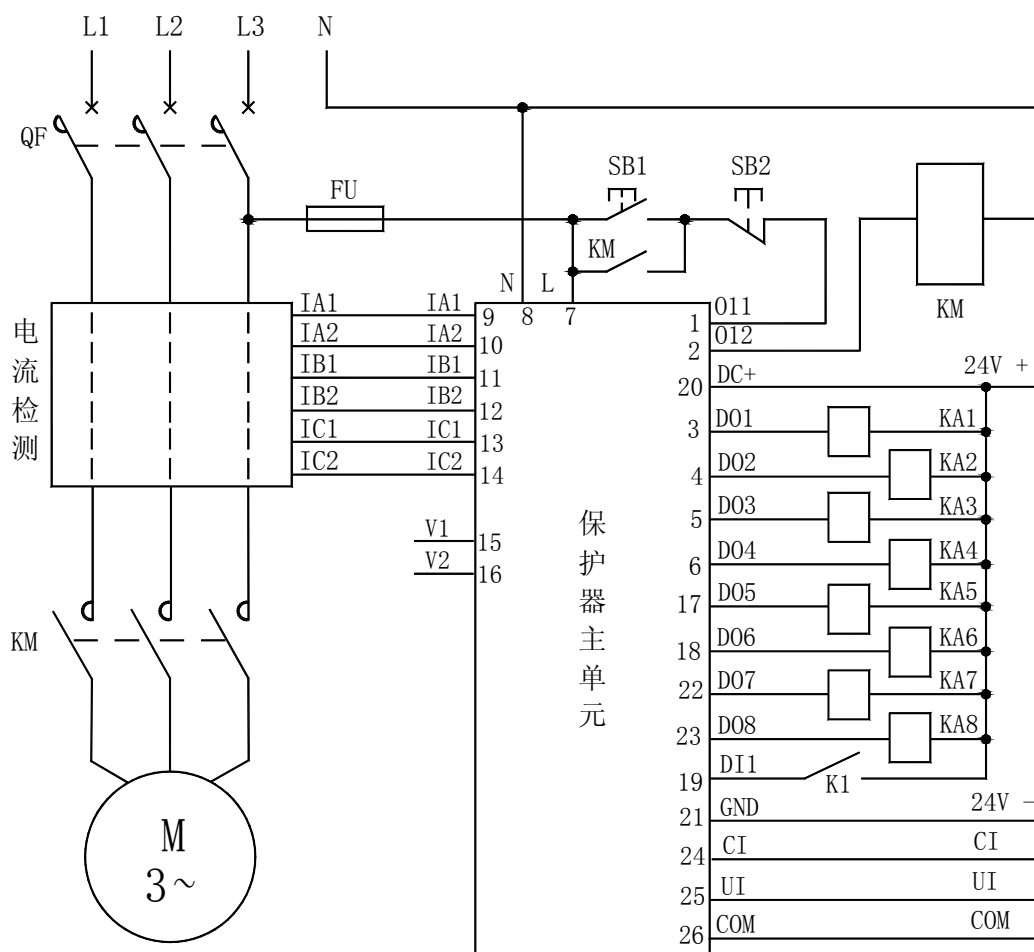 L1 L2 L3 N
QF
FU
SB1 SB2
KM
KM
N L
8 7
电流检测
IA1 IA1 9
IA2 IA2 10
IB1 IB1 11
IB2 IB2 12
IC1 IC1 13
IC2 IC2 14
V1 15
V2 16
保护器主单元
1 O11
2 O12
20 DC+ 24V +
3 DO1 KA1
4 DO2 KA2
5 DO3 KA3
6 DO4 KA4
17 DO5 KA5
18 DO6 KA6
22 DO7 KA7
23 DO8 KA8
19 DI1 K1
21 GND 24V -
24 CI CI
25 UI UI
26 COM COM
KM
M
3~